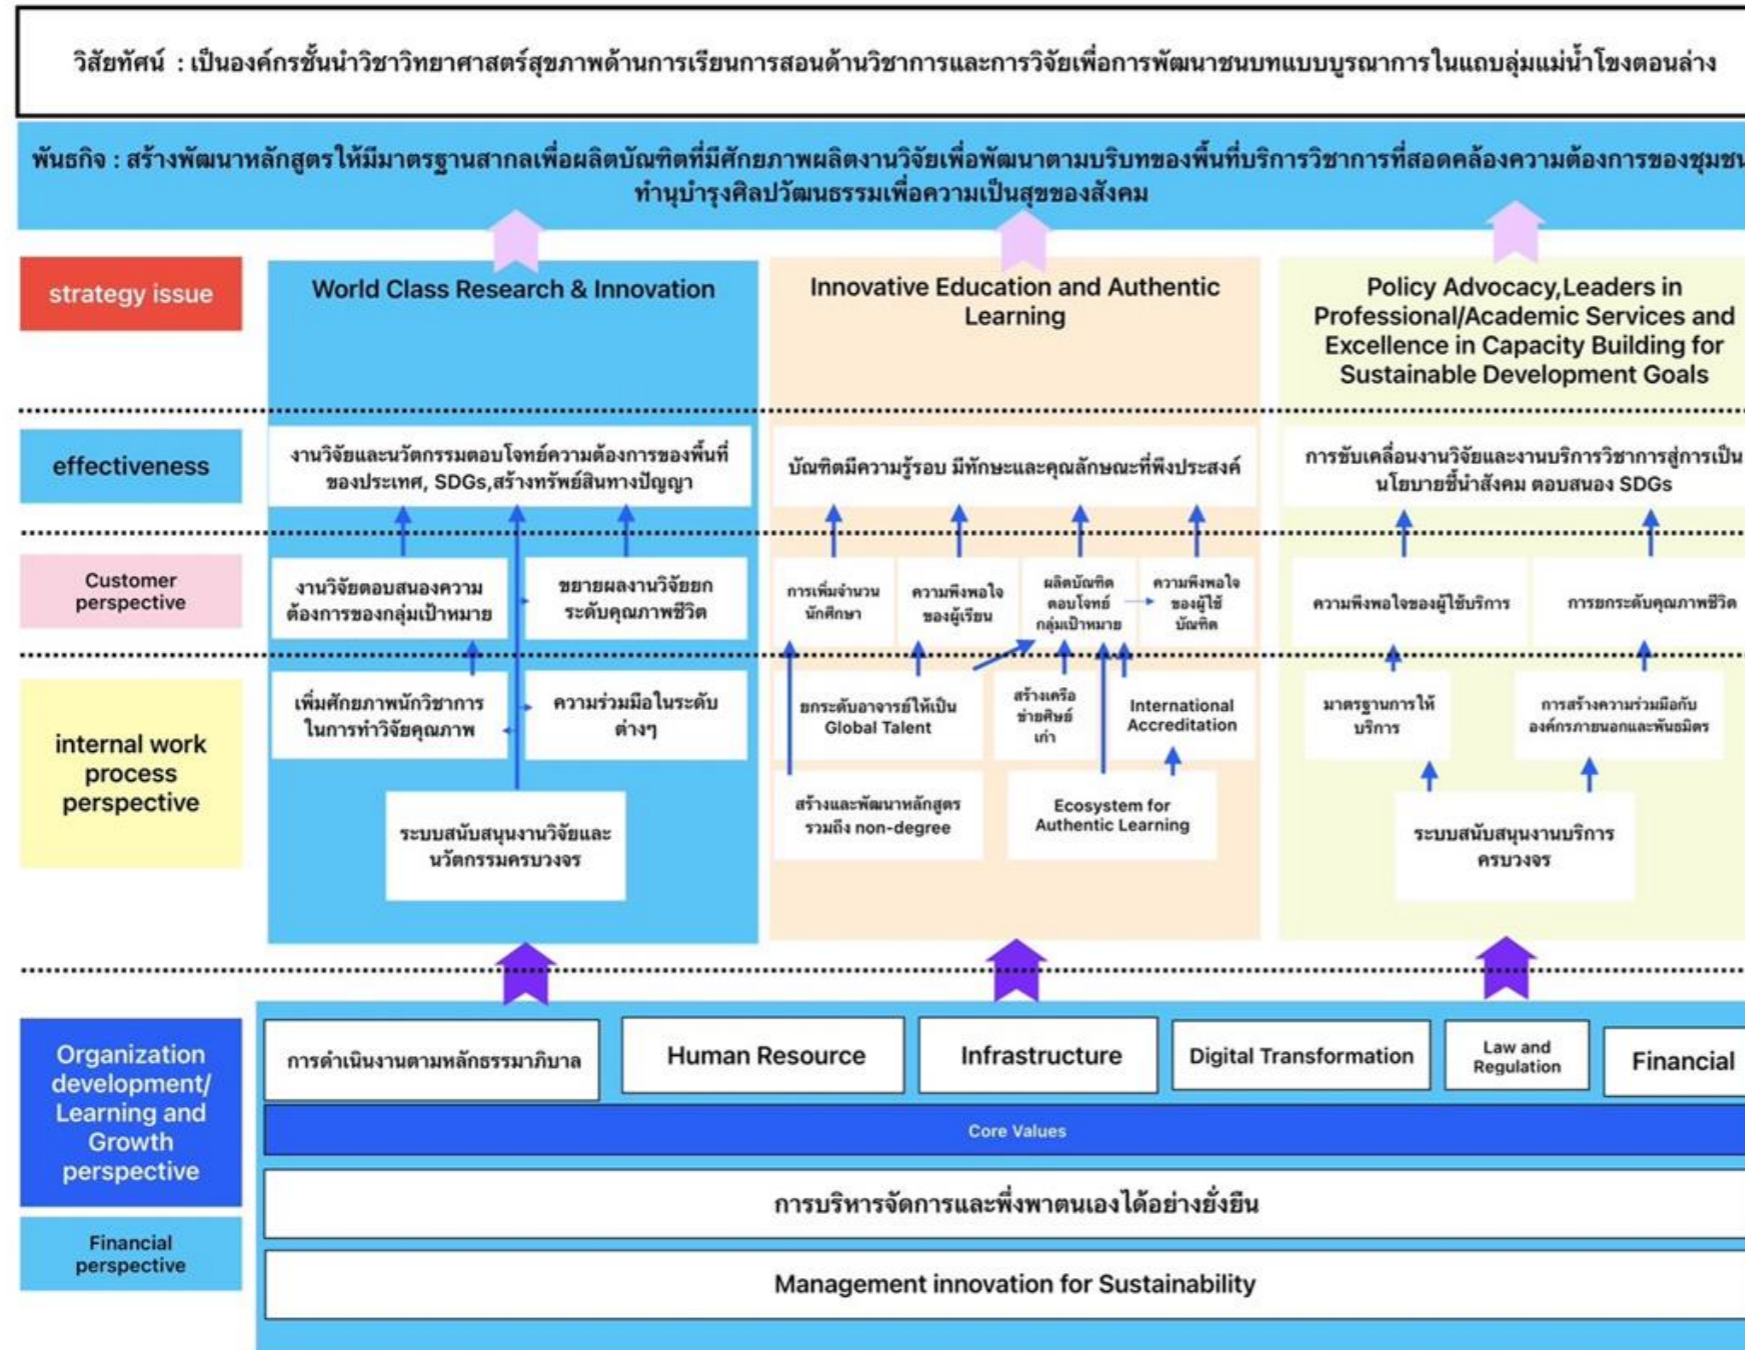 วิสัยทัศน์ : เป็นองค์กรชั้นนำวิชาวิทยาศาสตร์สุขภาพด้านการเรียนการสอนด้านวิชาการและการวิจัยเพื่อการพัฒนาชนบทแบบบูรณาการในแถบลุ่มแม่น้ำโขงตอนล่าง
พันธกิจ : สร้างพัฒนาหลักสูตรให้มีมาตรฐานสากลเพื่อผลิตบัณฑิตที่มีศักยภาพผลิตงานวิจัยเพื่อพัฒนาตามบริบทของพื้นที่บริการวิชาการที่สอดคล้องความต้องการของชุมชน
ทำนุบำรุงศิลปวัฒนธรรมเพื่อความเป็นสุขของสังคม
strategy issue
World Class Research & Innovation
Innovative Education and Authentic
Learning
Policy Advocacy,Leaders in
Professional/Academic Services and
Excellence in Capacity Building for
Sustainable Development Goals
effectiveness
งานวิจัยและนวัตกรรมตอบโจทย์ความต้องการของพื้นที่
ของประเทศ, SDGs,สร้างทรัพย์สินทางปัญญา
บัณฑิตมีความรู้รอบ มีทักษะและคุณลักษณะที่พึงประสงค์
การขับเคลื่อนงานวิจัยและงานบริการวิชาการสู่การเป็น
นโยบายชี้นำสังคม ตอบสนอง SDGs
Customer
perspective
งานวิจัยตอบสนองความ
ต้องการของกลุ่มเป้าหมาย
ขยายผลงานวิจัยยก
ระดับคุณภาพชีวิต
การเพิ่มจำนวน
นักศึกษา
ความพึงพอใจ
ของผู้เรียน
ผลิตบัณฑิต
ตอบโจทย์
กลุ่มเป้าหมาย
ความพึงพอใจ
ของผู้ใช้
บัณฑิต
ความพึงพอใจของผู้ใช้บริการ
การยกระดับคุณภาพชีวิต
internal work
process
perspective
เพิ่มศักยภาพนักวิชาการ
ในการทำวิจัยคุณภาพ
ความร่วมมือในระดับ
ต่างๆ
ระบบสนับสนุนงานวิจัยและ
นวัตกรรมครบวงจร
ยกระดับอาจารย์ให้เป็น
Global Talent
สร้างเครือ
ข่ายศิษย์
เก่า
International
Accreditation
สร้างและพัฒนาหลักสูตร
รวมถึง non-degree
Ecosystem for
Authentic Learning
มาตรฐานการให้
บริการ
การสร้างความร่วมมือกับ
องค์กรภายนอกและพันธมิตร
ระบบสนับสนุนงานบริการ
ครบวงจร
Organization
development/
Learning and
Growth
perspective
การดำเนินงานตามหลักธรรมาภิบาล
Human Resource
Infrastructure
Digital Transformation
Law and
Regulation
Financial
Core Values
การบริหารจัดการและพึ่งพาตนเองได้อย่างยั่งยืน
Financial
perspective
Management innovation for Sustainability